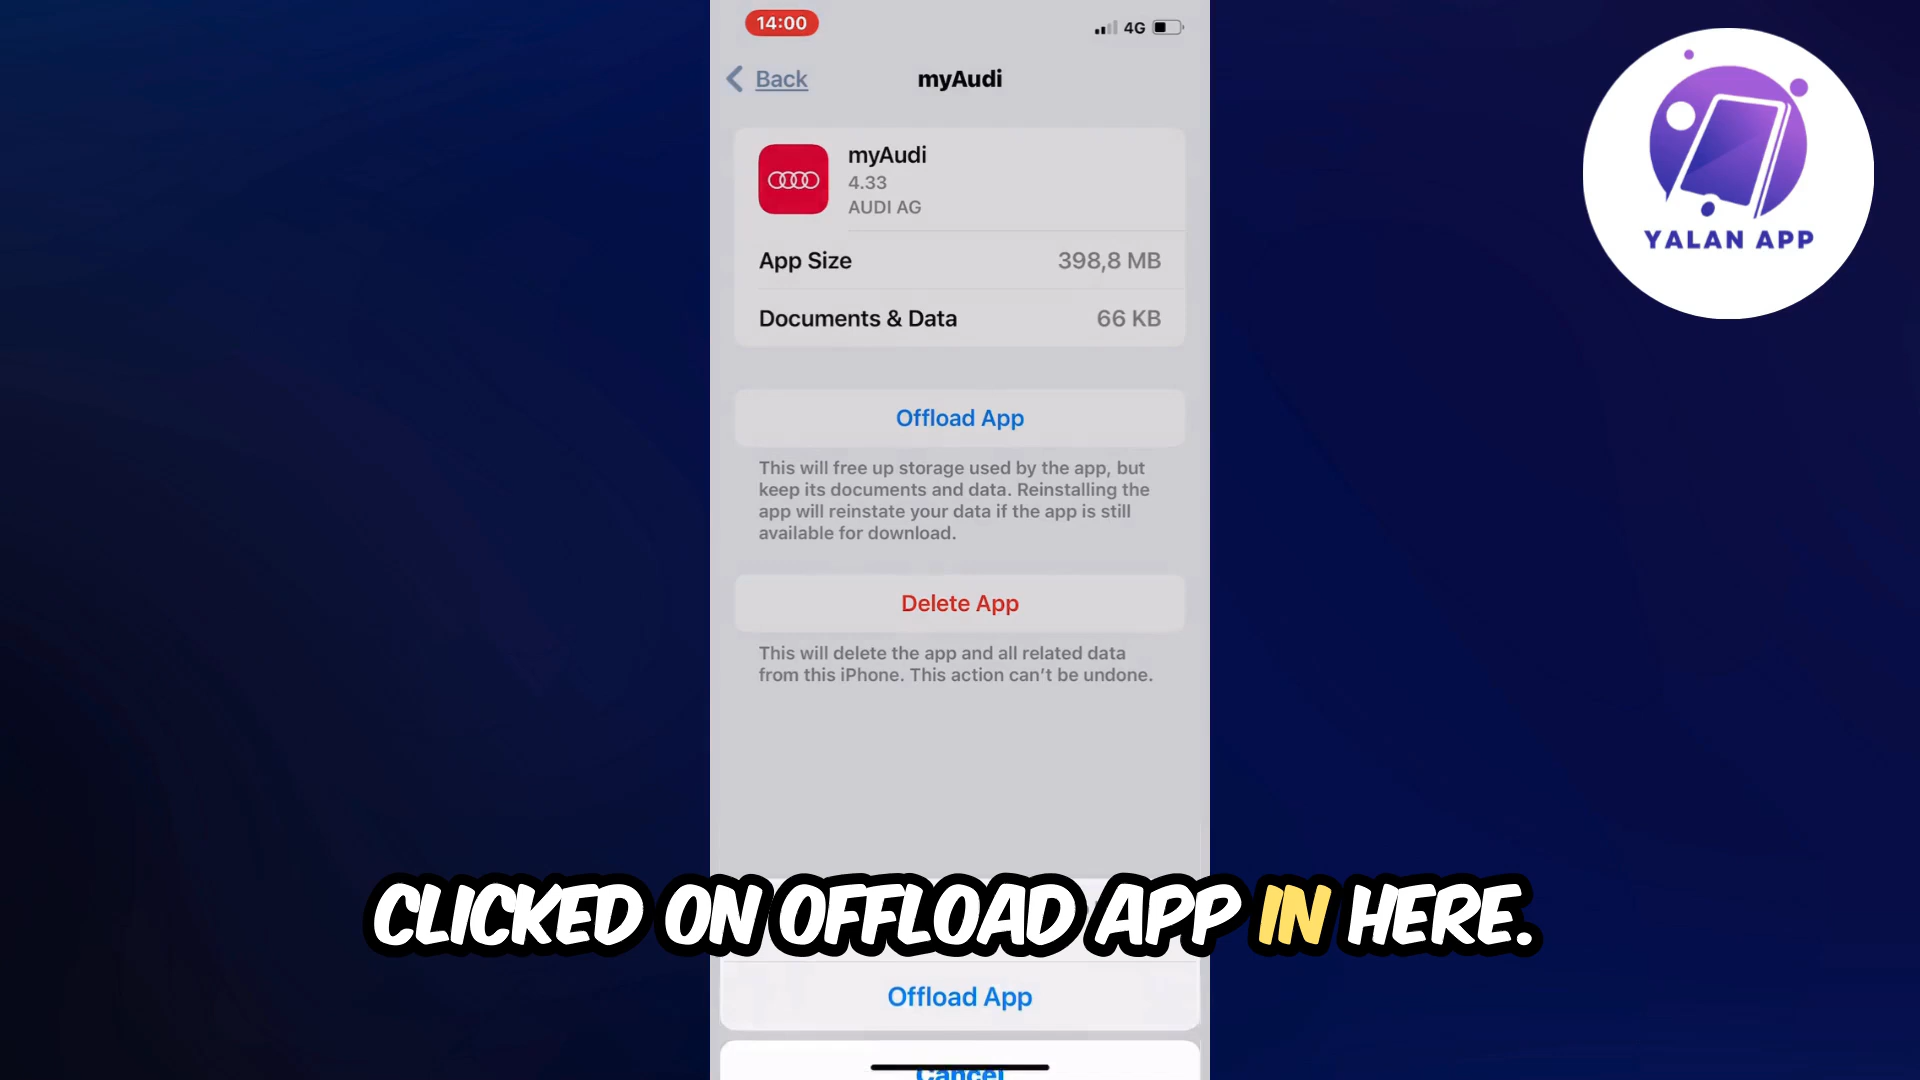 14:00
4G
Back
myAudi
myAudi
4.33
AUDI AG
App Size
398,8 MB
Documents & Data
66 KB
Offload App
This will free up storage used by the app, but
keep its documents and data. Reinstalling the
app will reinstate your data if the app is still
available for download.
Delete App
This will delete the app and all related data
from this iPhone. This action can't be undone.
CLICKED ON OFFLOAD APP IN HERE.
Offload App
Cancel
YALAN APP